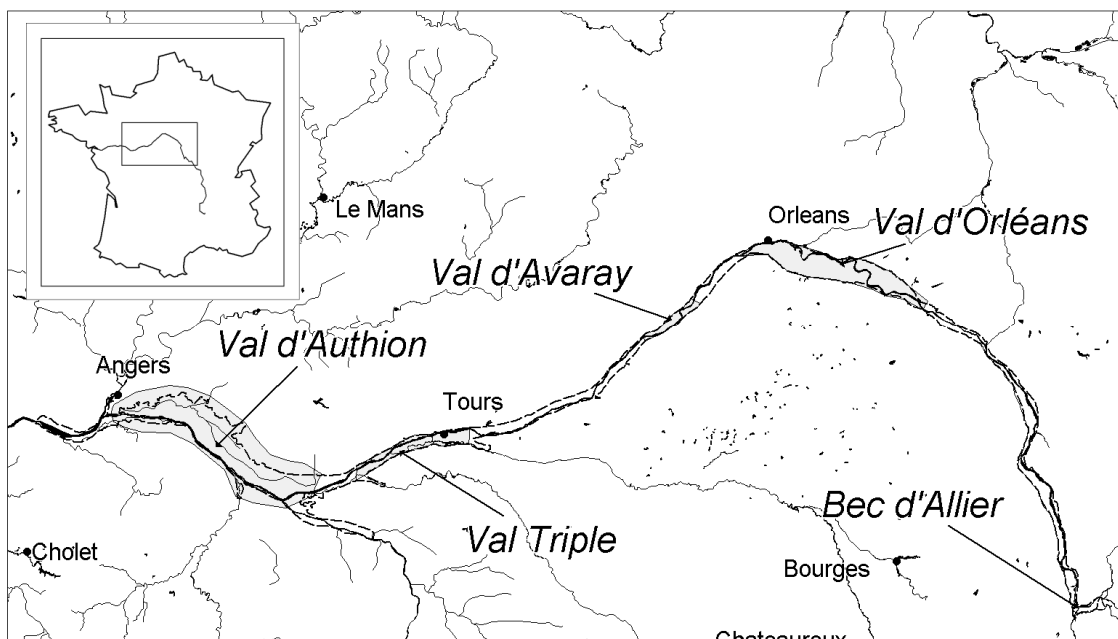 Le Mans
Orleans
Val d'Orléans
Val d'Avaray
Val d'Authion
Angers
Tours
Bec d'Allier
Val Triple
Cholet
Bourges